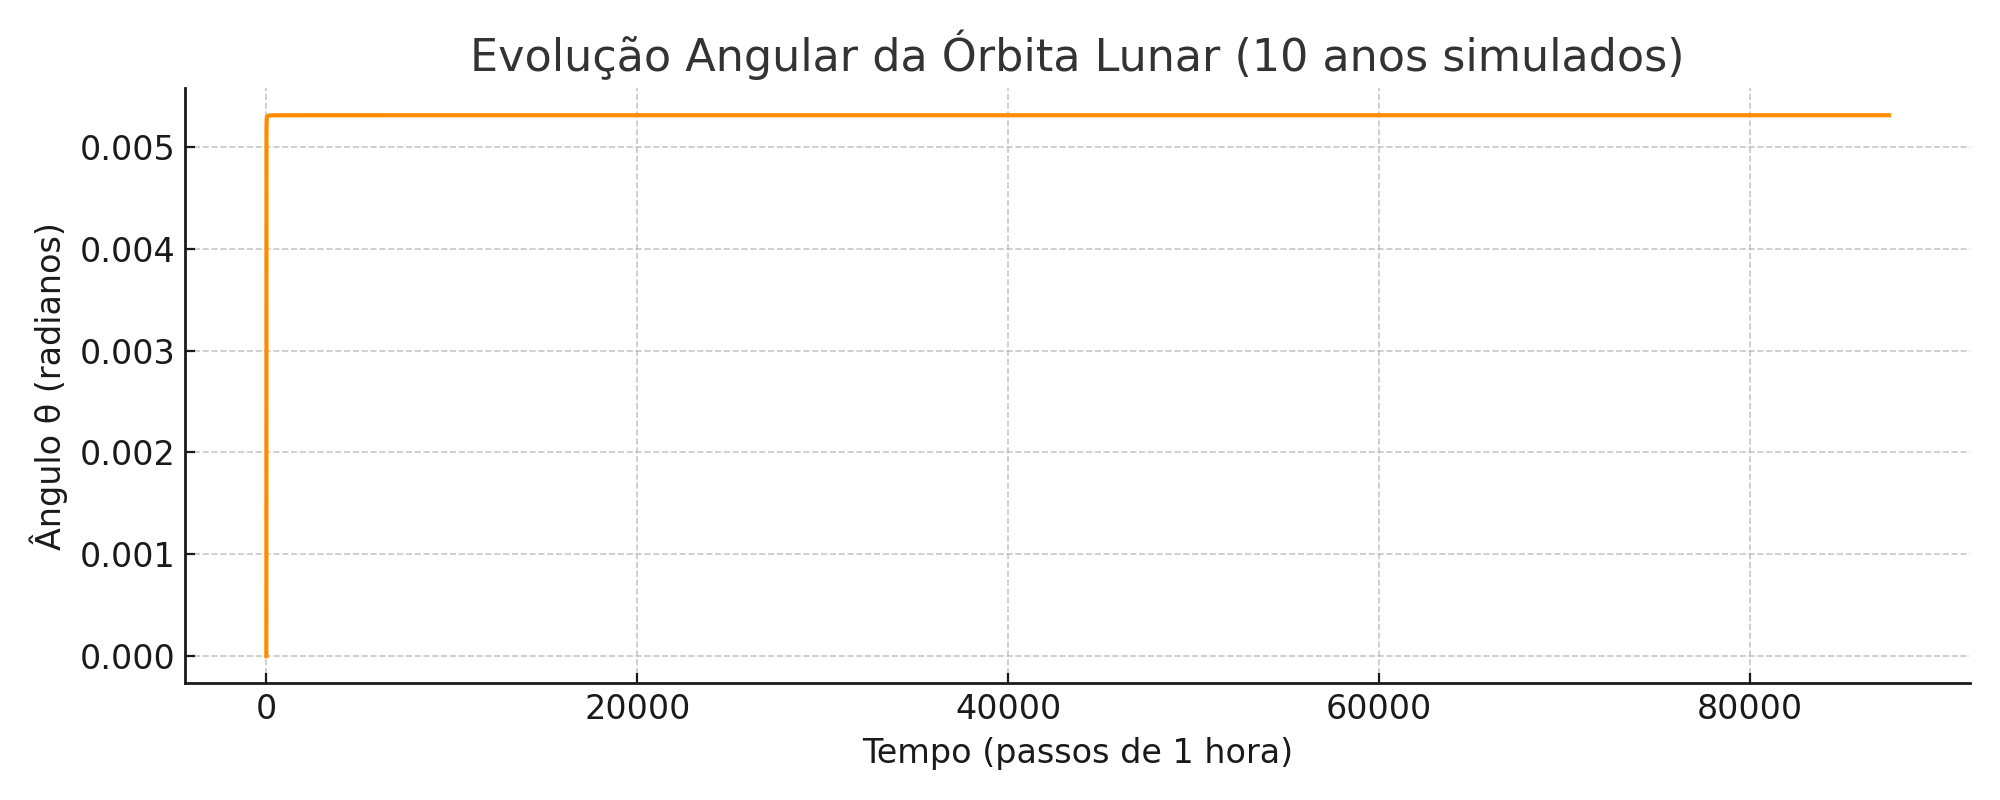 Evolução Angular da Órbita Lunar (10 anos simulados)
Ângulo θ (radianos)
0.005
0.004
0.003
0.002
0.001
0.000
0 20000 40000 60000 80000
Tempo (passos de 1 hora)